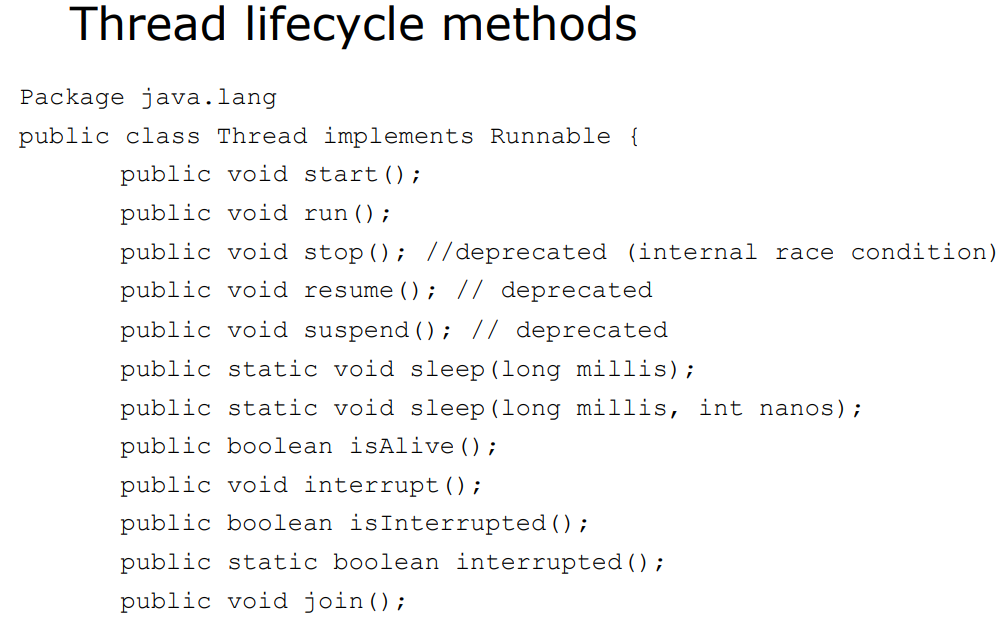 Thread lifecycle methods
Package java.lang
public class Thread implements Runnable {
public void start();
public void run();
public void stop(); //deprecated (internal race condition)
public void resume(); // deprecated
public void suspend(); // deprecated
public static void sleep(long millis);
public static void sleep(long millis, int nanos);
public boolean isAlive();
public void interrupt();
public boolean isInterrupted();
public static boolean interrupted();
public void join();